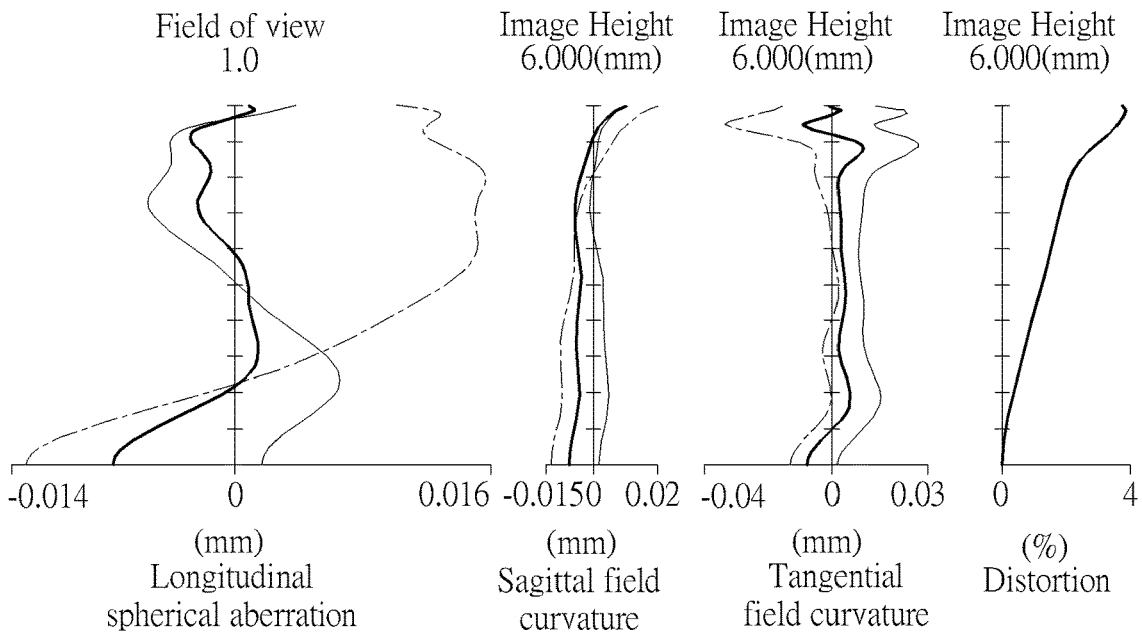 Field of view
1.0
Image Height
6.000(mm)
Image Height
6.000(mm)
Image Height
6.000(mm)
-0.014
0
0.016
-0.015
0
0.02
-0.04
0
0.03
0
4
(mm)
Longitudinal
spherical aberration
(mm)
Sagittal field
curvature
(mm)
Tangential
field curvature
(%)
Distortion